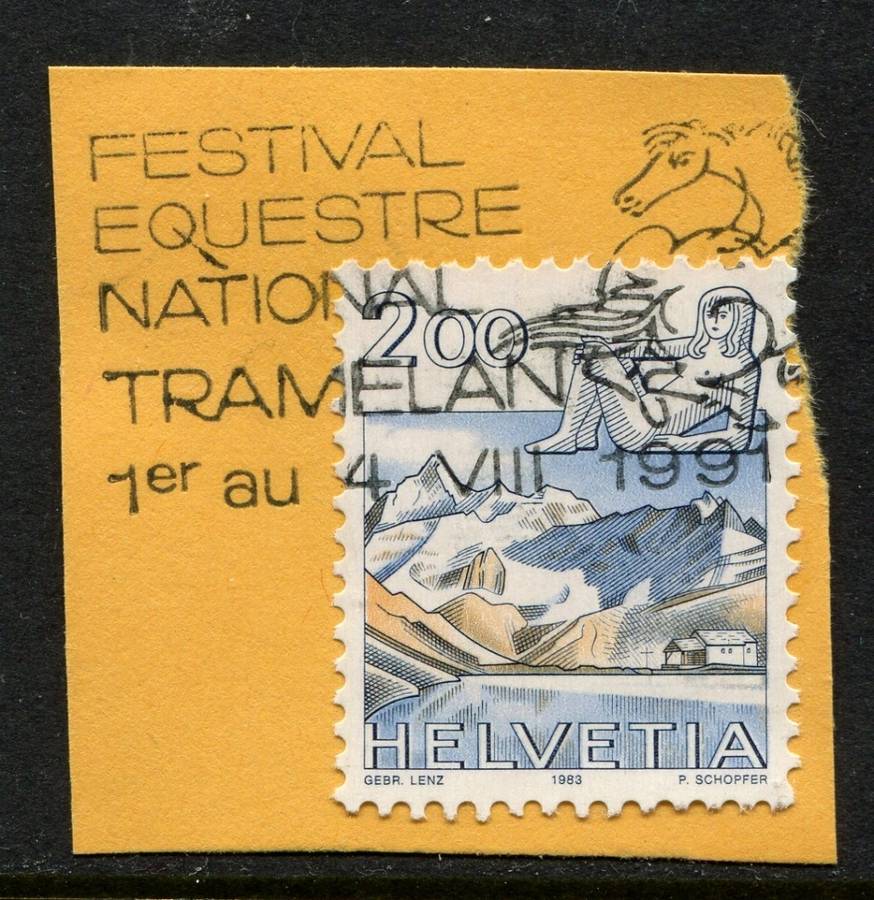 FESTIVAL
EQUESTRE
NATIONAL
TRAMELAN
1er au 4 VIII 1991
200
HELVETIA
GEBR. LENZ 1983 P. SCHOPFER